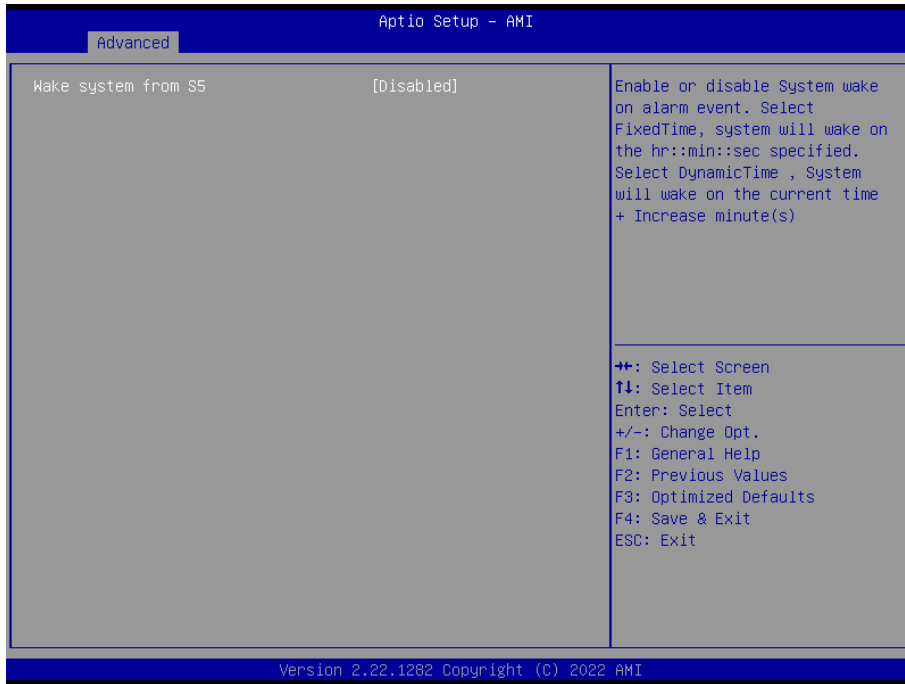 Aptio Setup - AMI
Advanced
Wake system from S5 [Disabled]
Enable or disable System wake
on alarm event. Select
FixedTime, system will wake on
the hr::min::sec specified.
Select DynamicTime , System
will wake on the current time
+ Increase minute(s)
→←: Select Screen
↑↓: Select Item
Enter: Select
+/-: Change Opt.
F1: General Help
F2: Previous Values
F3: Optimized Defaults
F4: Save & Exit
ESC: Exit
Version 2.22.1282 Copyright (C) 2022 AMI